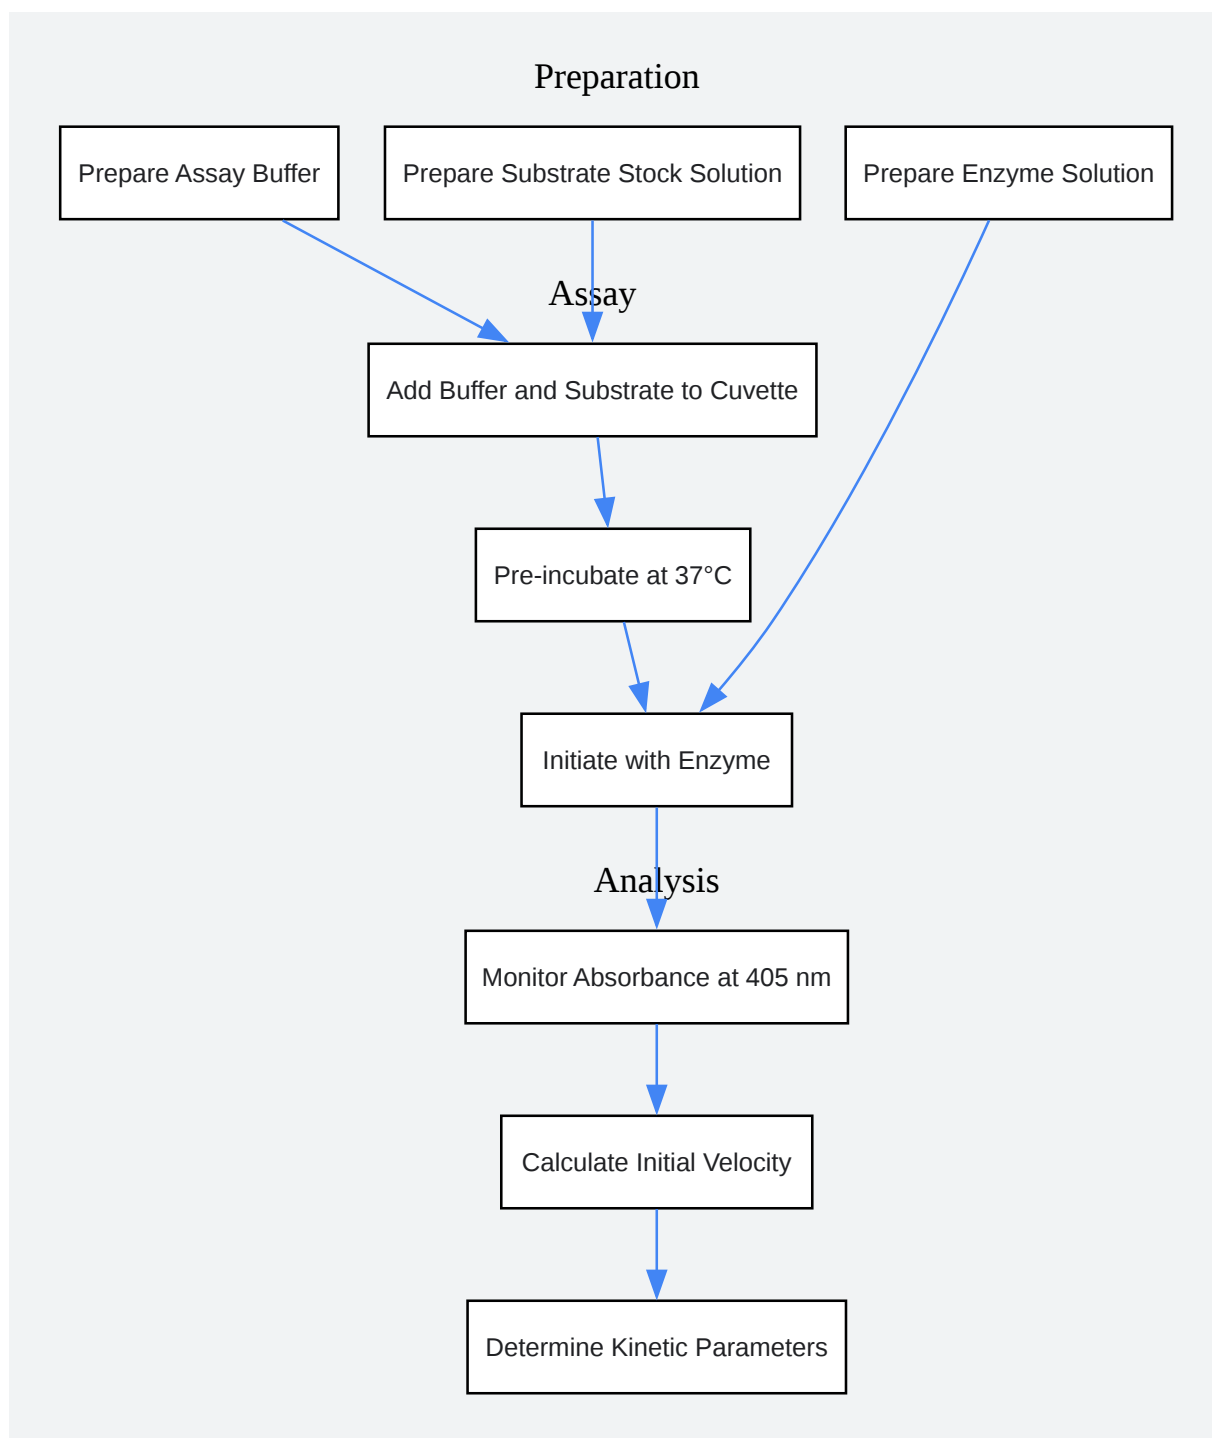 Preparation
Prepare Assay Buffer
Prepare Substrate Stock Solution
Prepare Enzyme Solution
Assay
Add Buffer and Substrate to Cuvette
Pre-incubate at 37°C
Initiate with Enzyme
Analysis
Monitor Absorbance at 405 nm
Calculate Initial Velocity
Determine Kinetic Parameters